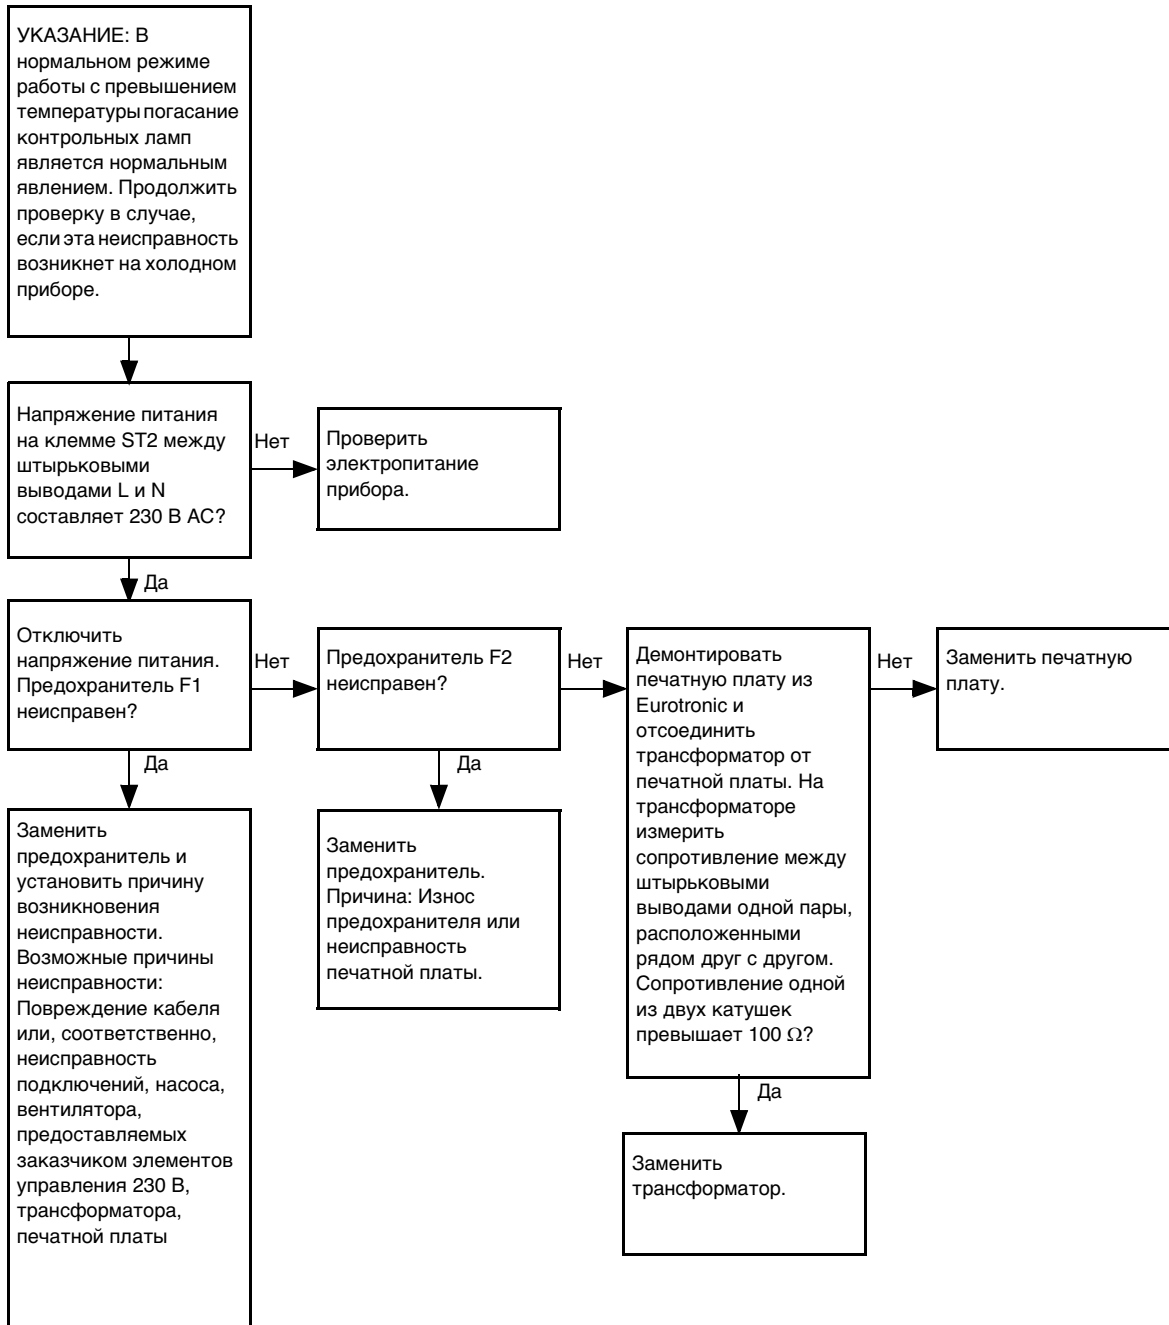 УКАЗАНИЕ: В
нормальном режиме
работы с превышением
температуры погасание
контрольных ламп
является нормальным
явлением. Продолжить
проверку в случае,
если эта неисправность
возникнет на холодном
приборе.
Напряжение питания
на клемме ST2 между
штырьковыми
выводами L и N
составляет 230 В AC?
Нет
Проверить
электропитание
прибора.
Да
Отключить
напряжение питания.
Предохранитель F1
неисправен?
Нет
Предохранитель F2
неисправен?
Нет
Демонтировать
печатную плату из
Eurotronic и
отсоединить
трансформатор от
печатной платы. На
трансформаторе
измерить
сопротивление между
штырьковыми
выводами одной пары,
расположенными
рядом друг с другом.
Сопротивление одной
из двух катушек
превышает 100 Ω?
Нет
Заменить печатную
плату.
Да
Заменить
предохранитель и
установить причину
возникновения
неисправности.
Возможные причины
неисправности:
Повреждение кабеля
или, соответственно,
неисправность
подключений, насоса,
вентилятора,
предоставляемых
заказчиком элементов
управления 230 В,
трансформатора,
печатной платы
Да
Заменить
предохранитель.
Причина: Износ
предохранителя или
неисправность
печатной платы.
Да
Заменить
трансформатор.